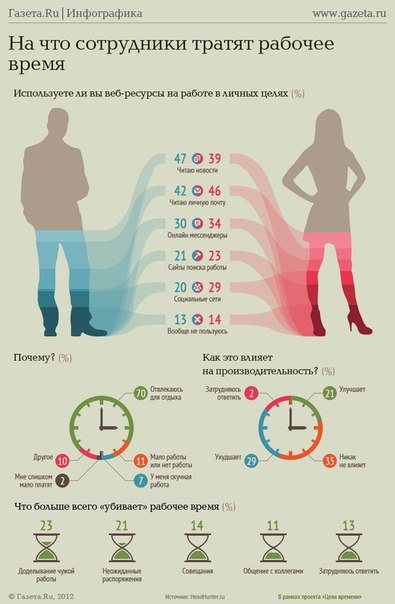 Газета.Ru | Инфографика
www.gazeta.ru
На что сотрудники тратят рабочее
время
Используете ли вы веб-ресурсы на работе в личных целях (%)
47 39
Читаю новости
42 46
Читаю личную почту
30 34
Онлайн мессенджеры
21 23
Сайты поиска работы
20 29
Социальные сети
13 14
Вообще не пользуюсь
Почему? (%)
70 Отвлекаюсь
для отдыха
Другое 10
11 Мало работы
или нет работы
Мне слишком
мало платят 2
7 У меня скучная
работа
Как это влияет
на производительность? (%)
Затрудняюсь
ответить 2
21 Улучшает
Ухудшает 29
35 Никак
не влияет
Что больше всего «убивает» рабочее время (%)
23
Доделывание чужой
работы
21
Неожиданные
распоряжения
14
Совещания
11
Общение с коллегами
13
Затрудняюсь ответить
© Газета.Ru, 2012
Источники: HeadHunter.ru
В рамках проекта «Цена времени»